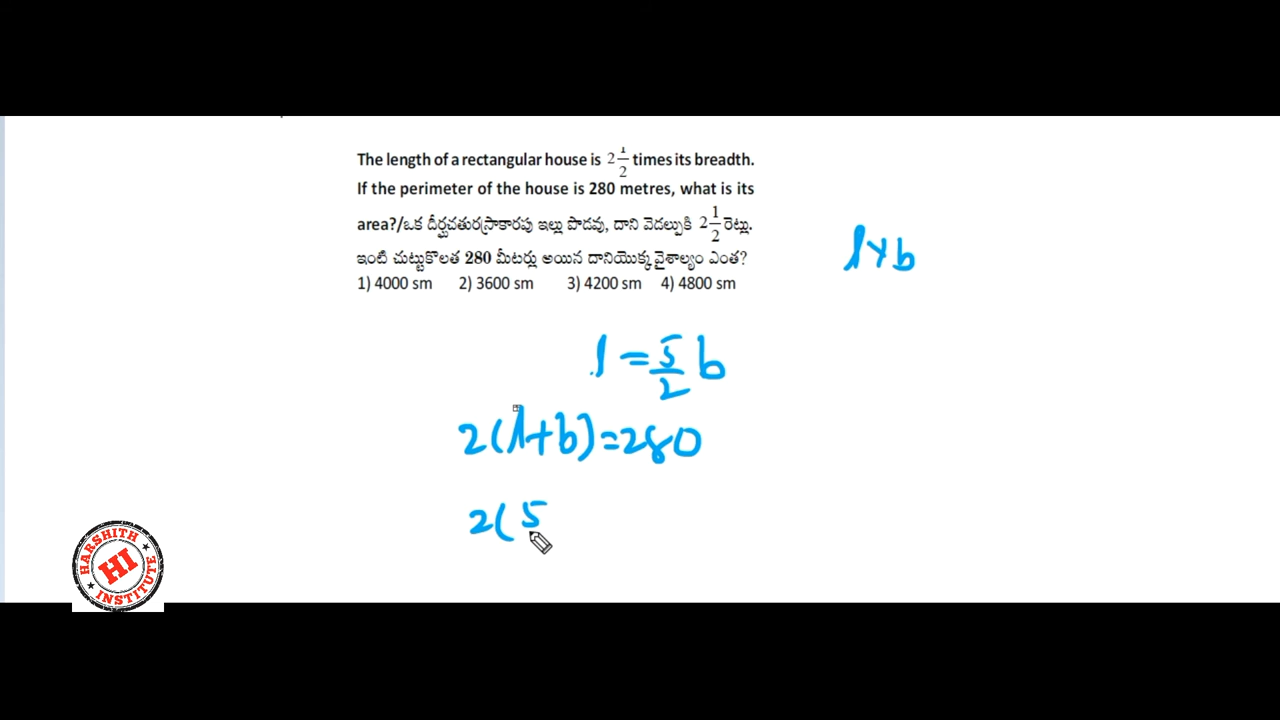 The length of a rectangular house is 2 1/2 times its breadth.
If the perimeter of the house is 280 metres, what is its
area?/ఒక దీర్ఘచతురస్రాకారపు ఇల్లు పొడవు, దాని వెడల్పుకి 2 1/2 రెట్లు.
ఇంటి చుట్టుకొలత 280 మీటర్లు అయిన దానియొక్క వైశాల్యం ఎంత?
1) 4000 sm 2) 3600 sm 3) 4200 sm 4) 4800 sm
l×b
l = 5/2 b
2(l+b)=280
2( 5
HARSHITH
HI
INSTITUTE